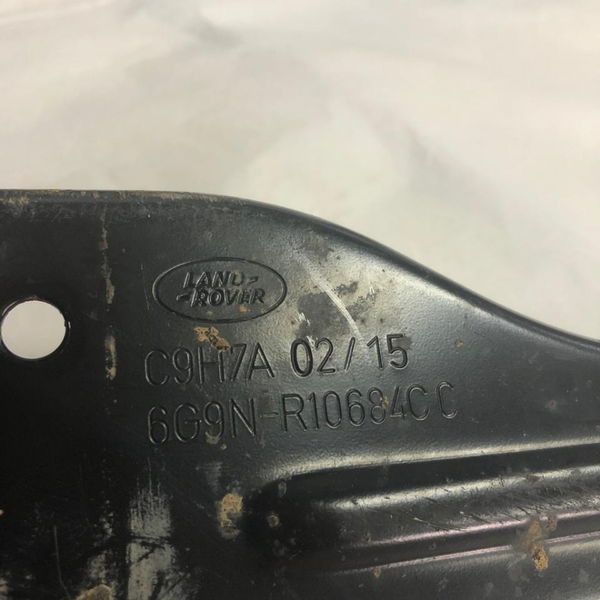 LAND-
-ROVER
C9H7A 02/15
6G9N-R10684CC